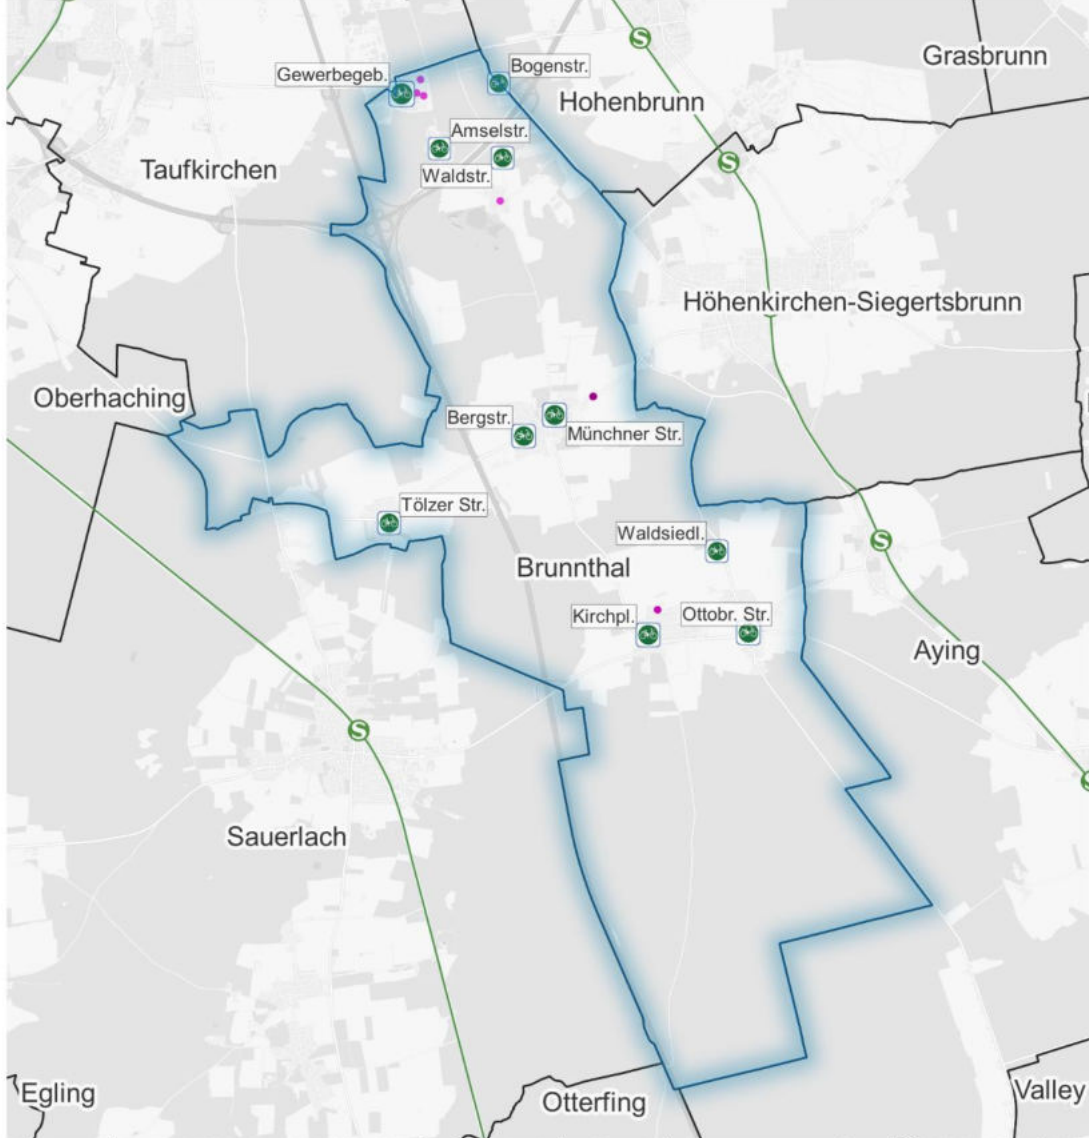 S
Grasbrunn
Bogenstr.
Gewerbegeb.
Hohenbrunn
Amselstr.
Taufkirchen
S
Waldstr.
Höhenkirchen-Siegertsbrunn
Oberhaching
Bergstr.
Münchner Str.
Tölzer Str.
Waldsiedl.
S
Brunnthal
Kirchpl.
Ottobr. Str.
Aying
S
Sauerlach
Egling
Otterfing
Valley